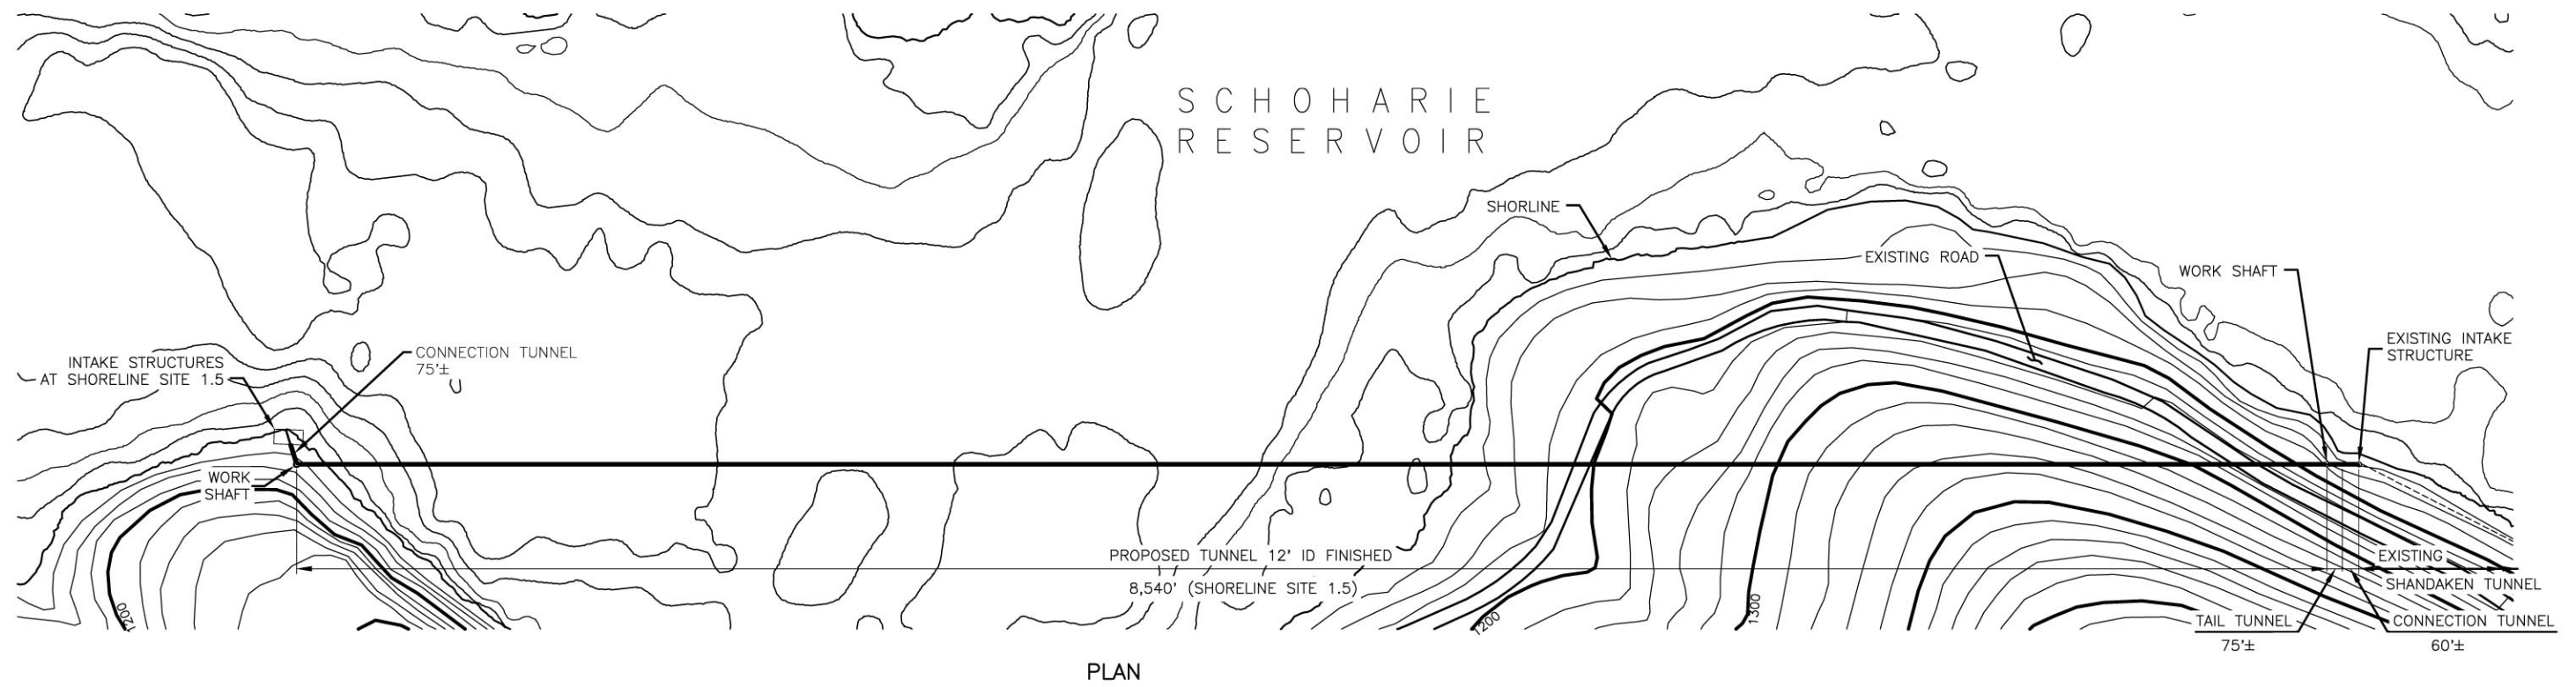 SCHOHARIE
RESERVOIR
SHORLINE
EXISTING ROAD
WORK SHAFT
EXISTING INTAKE
STRUCTURE
INTAKE STRUCTURES
AT SHORELINE SITE 1.5
CONNECTION TUNNEL
75'±
WORK
SHAFT
PROPOSED TUNNEL 12' ID FINISHED
8,540' (SHORELINE SITE 1.5)
EXISTING
SHANDAKEN TUNNEL
1200
1200
1300
TAIL TUNNEL
75'±
CONNECTION TUNNEL
60'±
PLAN